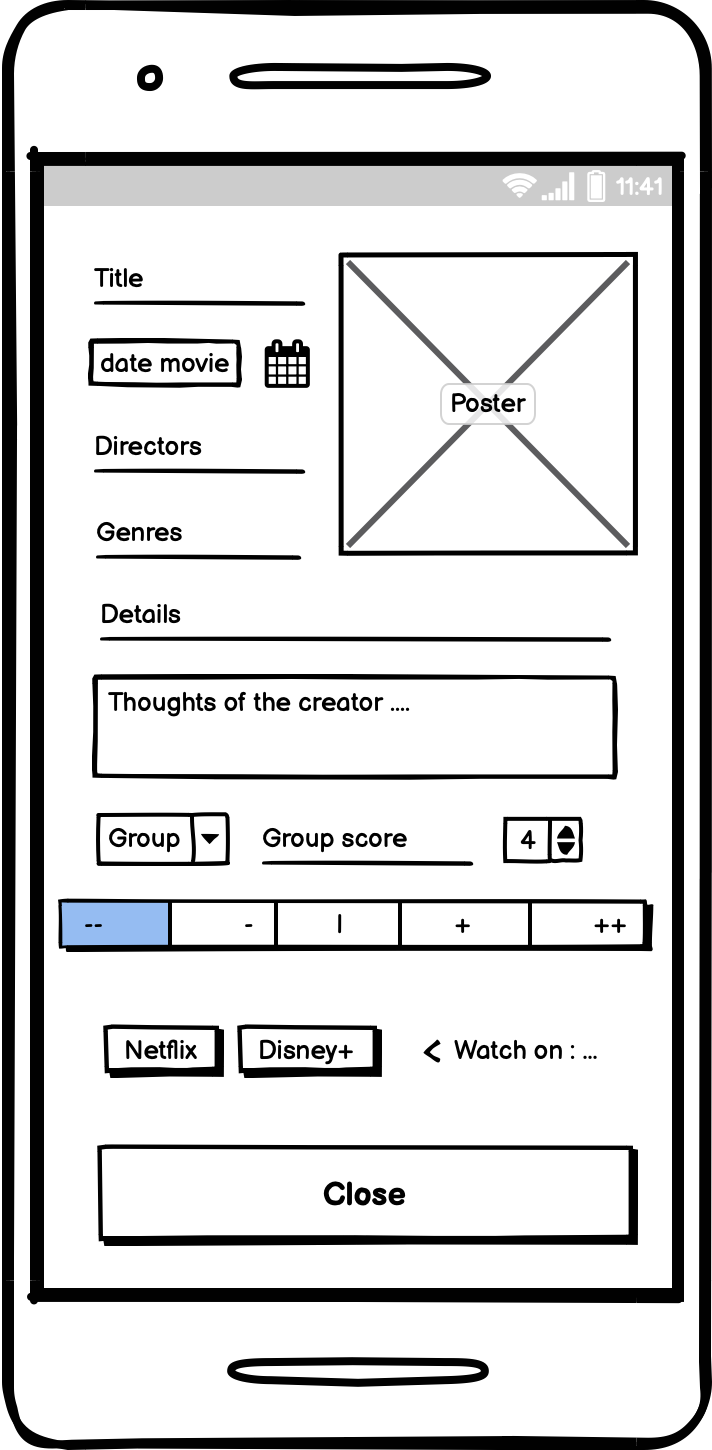 11:41
Title
date movie
Poster
Directors
Genres
Details
Thoughts of the creator ....
Group
Group score
4
--
-
|
+
++
Netflix
Disney+
< Watch on : ...
Close